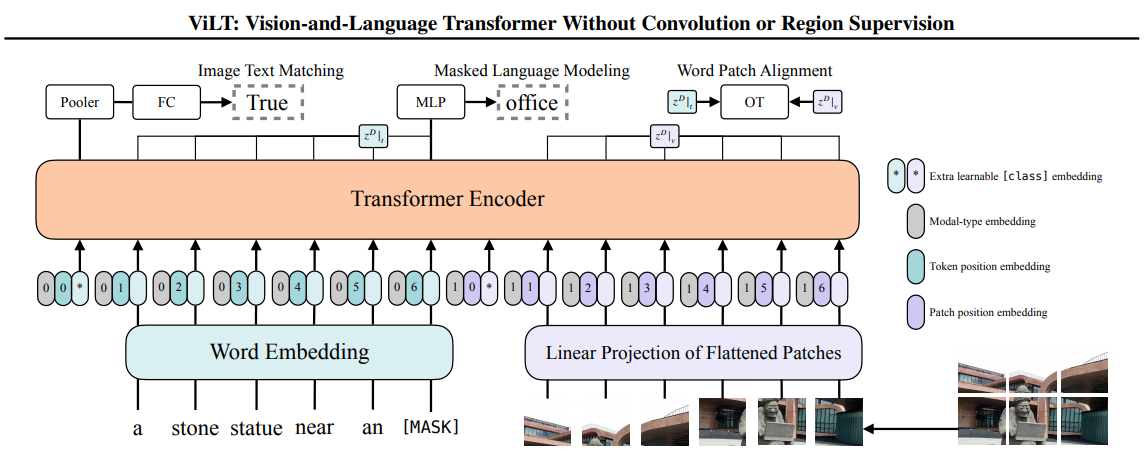 ViLT: Vision-and-Language Transformer Without Convolution or Region Supervision
Image Text Matching
Masked Language Modeling
Word Patch Alignment
Pooler
FC
True
MLP
office
z^D|_t
OT
z^D|_v
z^D|_t
z^D|_v
Transformer Encoder
* * Extra learnable [class] embedding
Modal-type embedding
Token position embedding
Patch position embedding
0 0 * 0 1 0 2 0 3 0 4 0 5 0 6 1 0 * 1 1 1 2 1 3 1 4 1 5 1 6
Word Embedding
Linear Projection of Flattened Patches
a stone statue near an [MASK]